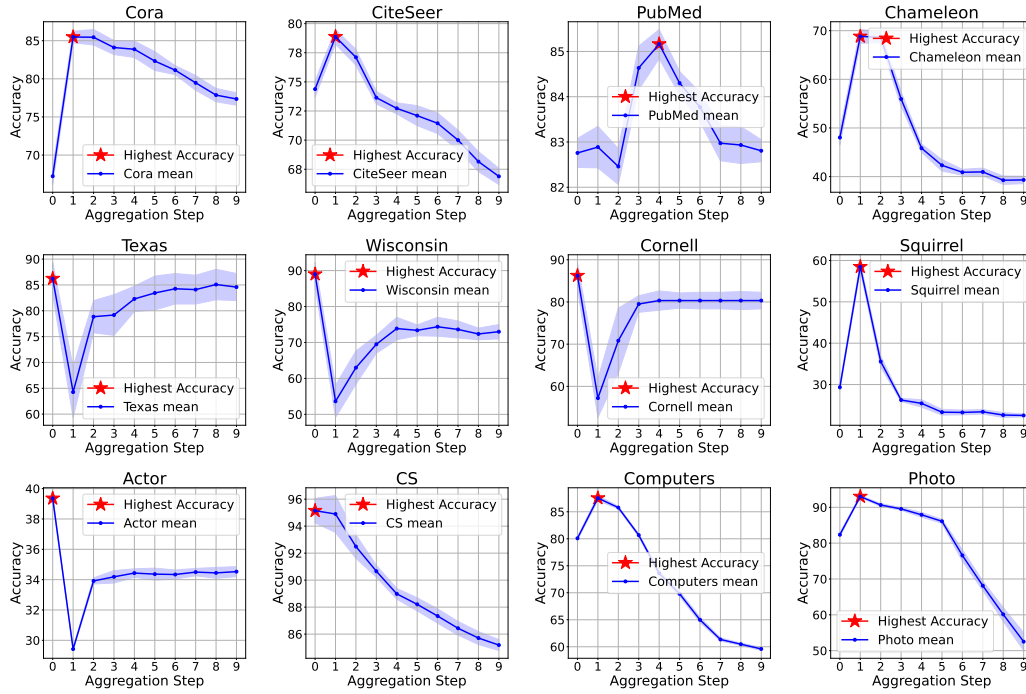 Cora
Accuracy
85
80
75
70
Highest Accuracy
Cora mean
0 1 2 3 4 5 6 7 8 9
Aggregation Step
CiteSeer
Accuracy
80
78
75
72
70
68
Highest Accuracy
CiteSeer mean
0 1 2 3 4 5 6 7 8 9
Aggregation Step
PubMed
Accuracy
85
84
83
82
Highest Accuracy
PubMed mean
0 1 2 3 4 5 6 7 8 9
Aggregation Step
Chameleon
Accuracy
70
60
50
40
Highest Accuracy
Chameleon mean
0 1 2 3 4 5 6 7 8 9
Aggregation Step
Texas
Accuracy
90
85
80
75
70
65
60
Highest Accuracy
Texas mean
0 1 2 3 4 5 6 7 8 9
Aggregation Step
Wisconsin
Accuracy
90
80
70
60
50
Highest Accuracy
Wisconsin mean
0 1 2 3 4 5 6 7 8 9
Aggregation Step
Cornell
Accuracy
90
80
70
60
Highest Accuracy
Cornell mean
0 1 2 3 4 5 6 7 8 9
Aggregation Step
Squirrel
Accuracy
60
50
40
30
Highest Accuracy
Squirrel mean
0 1 2 3 4 5 6 7 8 9
Aggregation Step
Actor
Accuracy
40
38
36
34
32
30
Highest Accuracy
Actor mean
0 1 2 3 4 5 6 7 8 9
Aggregation Step
CS
Accuracy
96
94
92
90
88
86
Highest Accuracy
CS mean
0 1 2 3 4 5 6 7 8 9
Aggregation Step
Computers
Accuracy
85
80
75
70
65
60
Highest Accuracy
Computers mean
0 1 2 3 4 5 6 7 8 9
Aggregation Step
Photo
Accuracy
90
80
70
60
50
Highest Accuracy
Photo mean
0 1 2 3 4 5 6 7 8 9
Aggregation Step